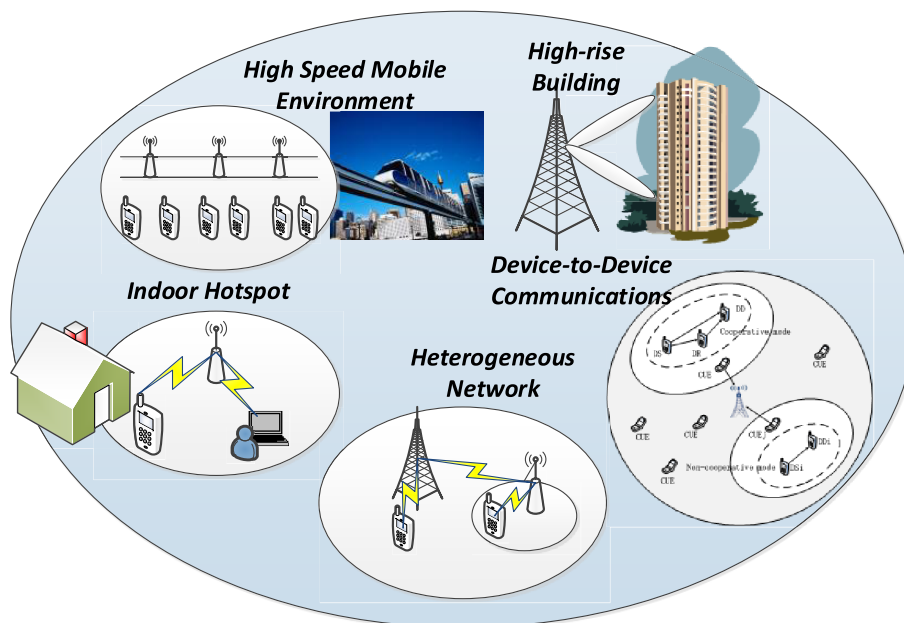 High Speed Mobile
Environment
High-rise
Building
Indoor Hotspot
Device-to-Device
Communications
Heterogeneous
Network
DD
Cooperative mode
DS
DR
CUE
CUE
CUE
CUE
CUEj
DDi
Non-cooperative mode
DSi
CUE